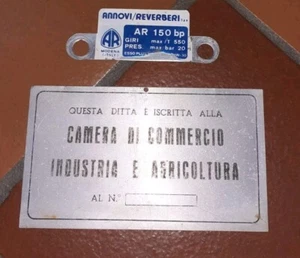 ANNOVI/REVERBERI
AR
AR 150 bp
GIRI max/1' 550
PRES. max bar 20
QUESTA DITTA È ISCRITTA ALLA
CAMERA DI COMMERCIO
INDUSTRIA E AGRICOLTURA
AL N.º